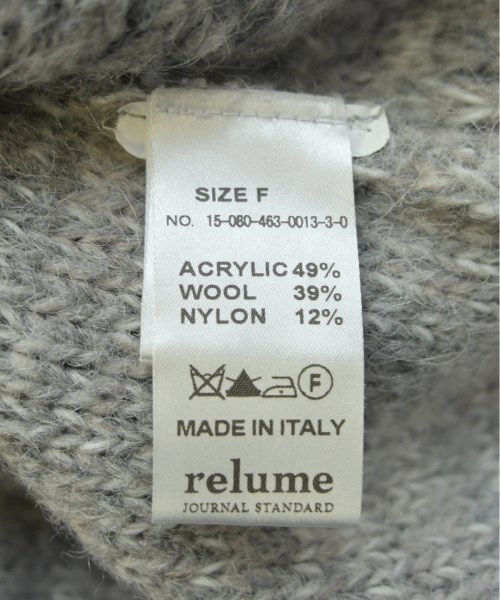 SIZE F
NO. 15-080-463-0013-3-0
ACRYLIC 49%
WOOL 39%
NYLON 12%
F
MADE IN ITALY
relume
JOURNAL STANDARD